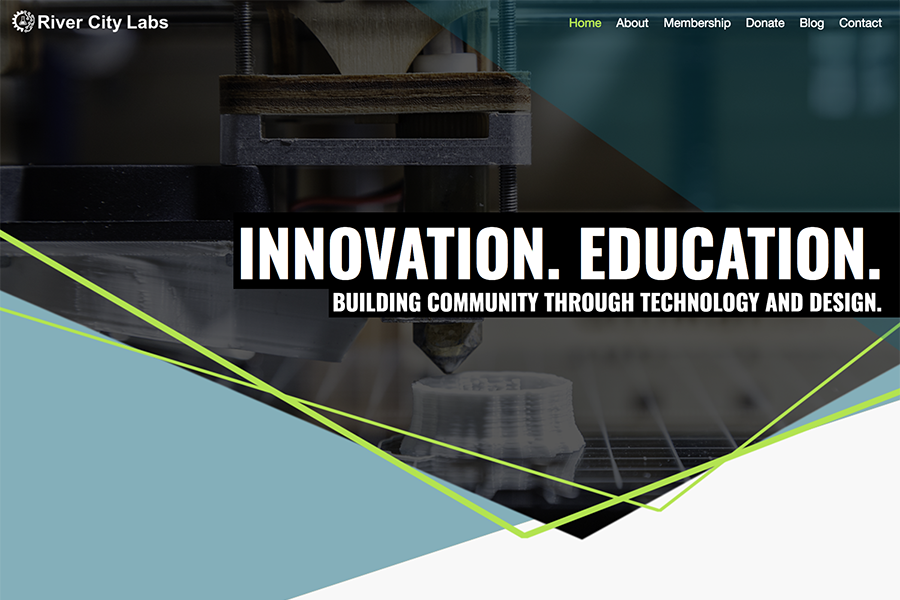 River City Labs
Home About Membership Donate Blog Contact
INNOVATION. EDUCATION.
BUILDING COMMUNITY THROUGH TECHNOLOGY AND DESIGN.